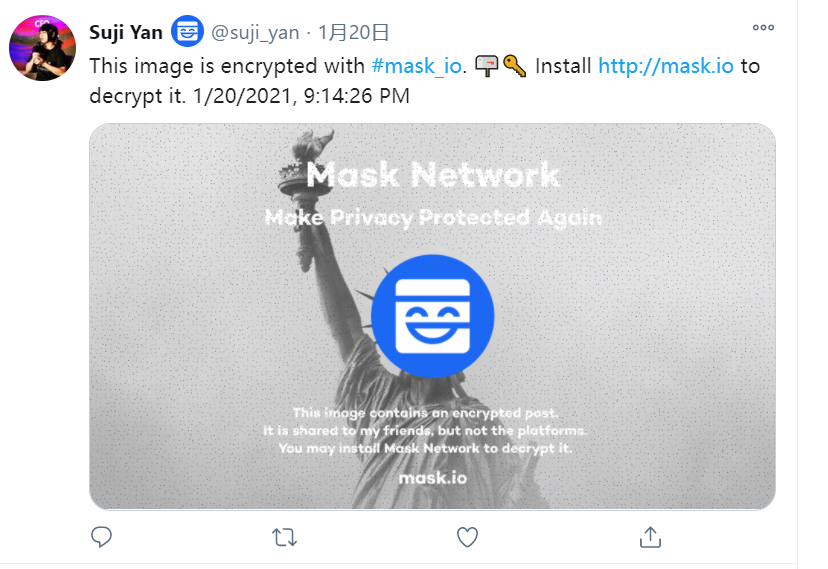 Suji Yan @suji_yan · 1月20日
This image is encrypted with #mask_io. Install http://mask.io to
decrypt it. 1/20/2021, 9:14:26 PM
Mask Network
Make Privacy Protected Again
This image contains an encrypted post.
It is shared to my friends, but not the platforms.
You may install Mask Network to decrypt it.
mask.io